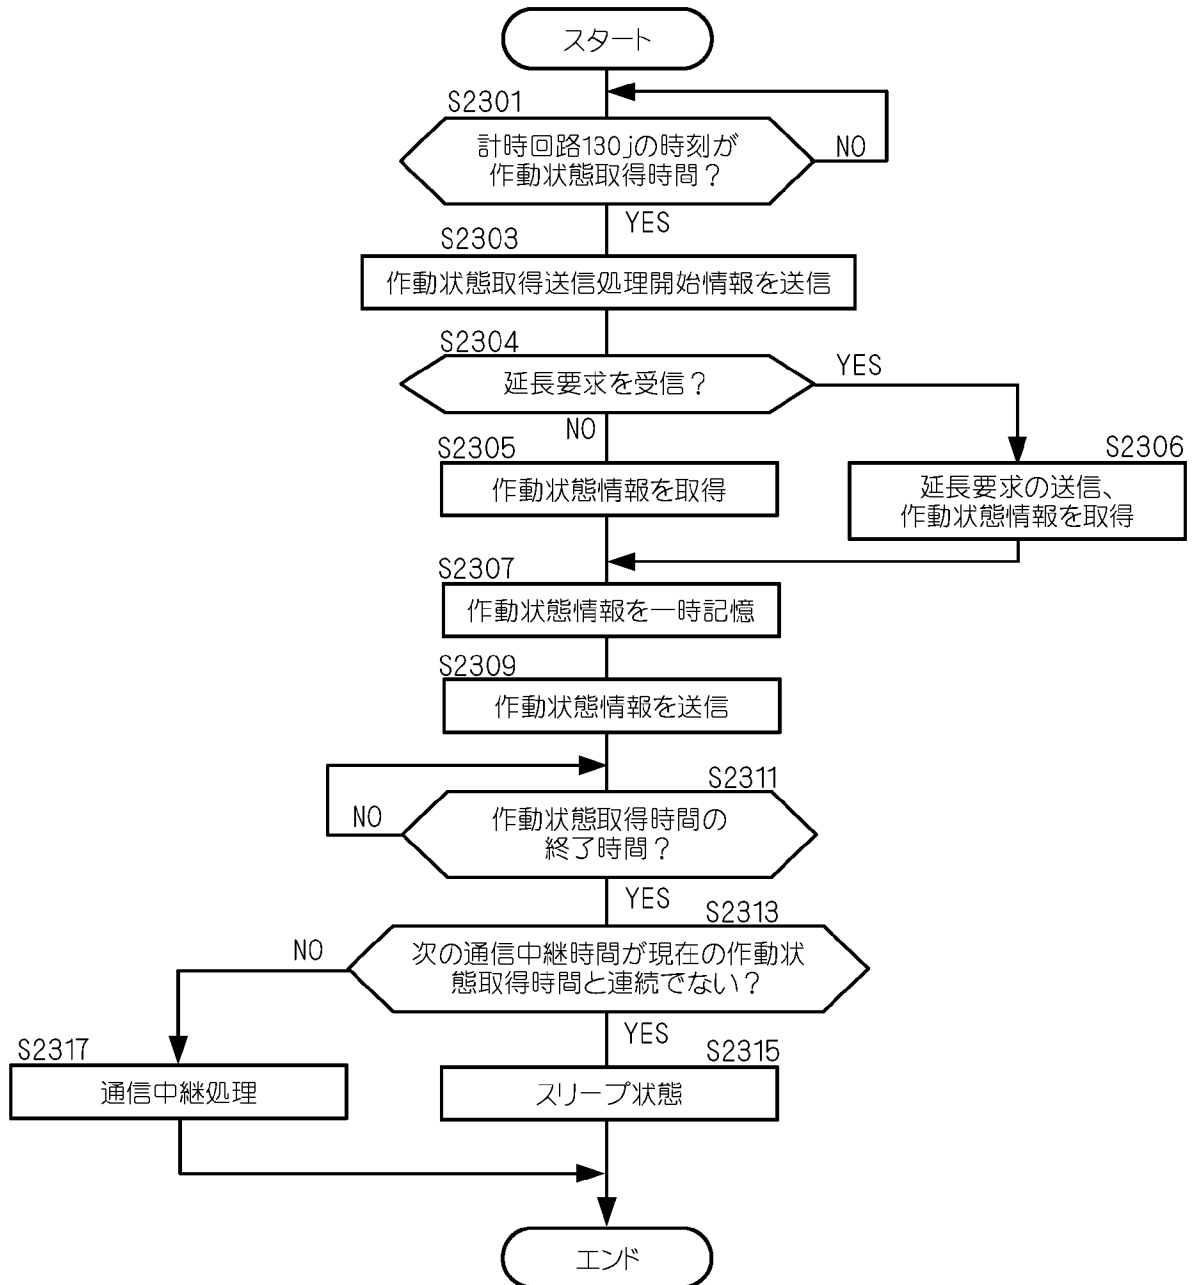 スタート
S2301
計時回路130jの時刻が
作動状態取得時間?
NO
YES
S2303
作動状態取得送信処理開始情報を送信
S2304
延長要求を受信?
YES
NO
S2305
作動状態情報を取得
S2306
延長要求の送信、
作動状態情報を取得
S2307
作動状態情報を一時記憶
S2309
作動状態情報を送信
S2311
作動状態取得時間の
終了時間?
NO
YES
S2313
次の通信中継時間が現在の作動状
態取得時間と連続でない?
NO
YES
S2317
通信中継処理
S2315
スリープ状態
エンド